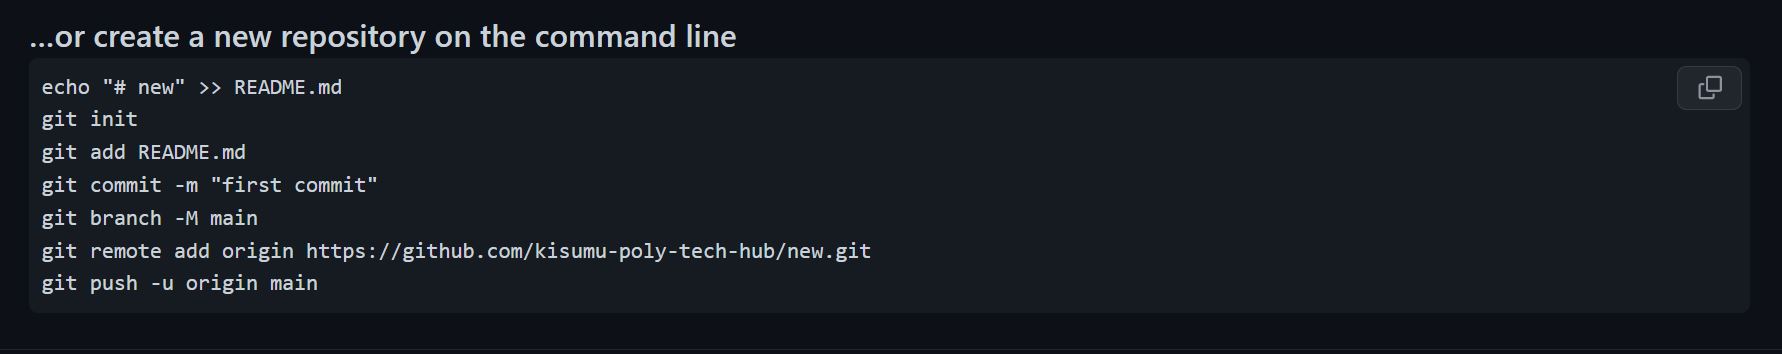 ...or create a new repository on the command line
echo "# new" >> README.md
git init
git add README.md
git commit -m "first commit"
git branch -M main
git remote add origin https://github.com/kisumu-poly-tech-hub/new.git
git push -u origin main